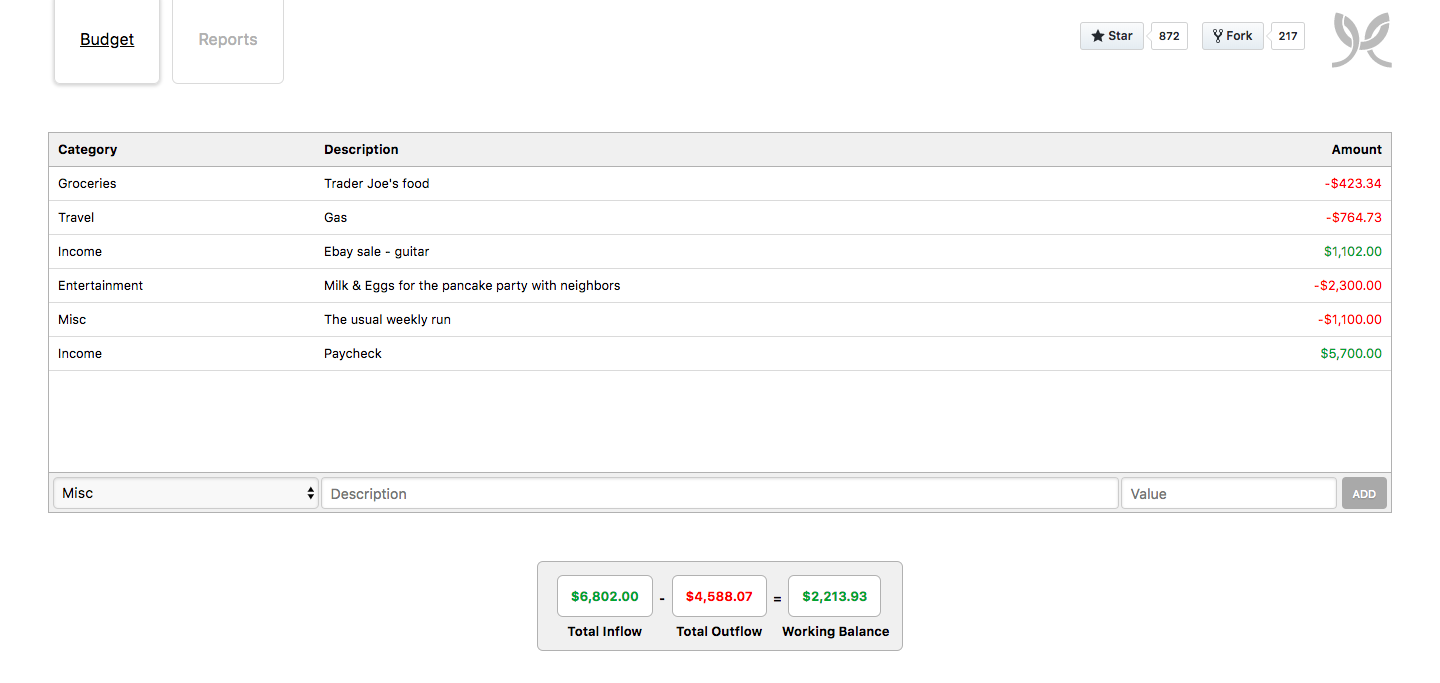 Budget Reports Star 872 Fork 217
Category Description Amount
Groceries Trader Joe's food -$423.34
Travel Gas -$764.73
Income Ebay sale - guitar $1,102.00
Entertainment Milk & Eggs for the pancake party with neighbors -$2,300.00
Misc The usual weekly run -$1,100.00
Income Paycheck $5,700.00
Misc Description Value ADD
$6,802.00 - $4,588.07 = $2,213.93
Total Inflow Total Outflow Working Balance